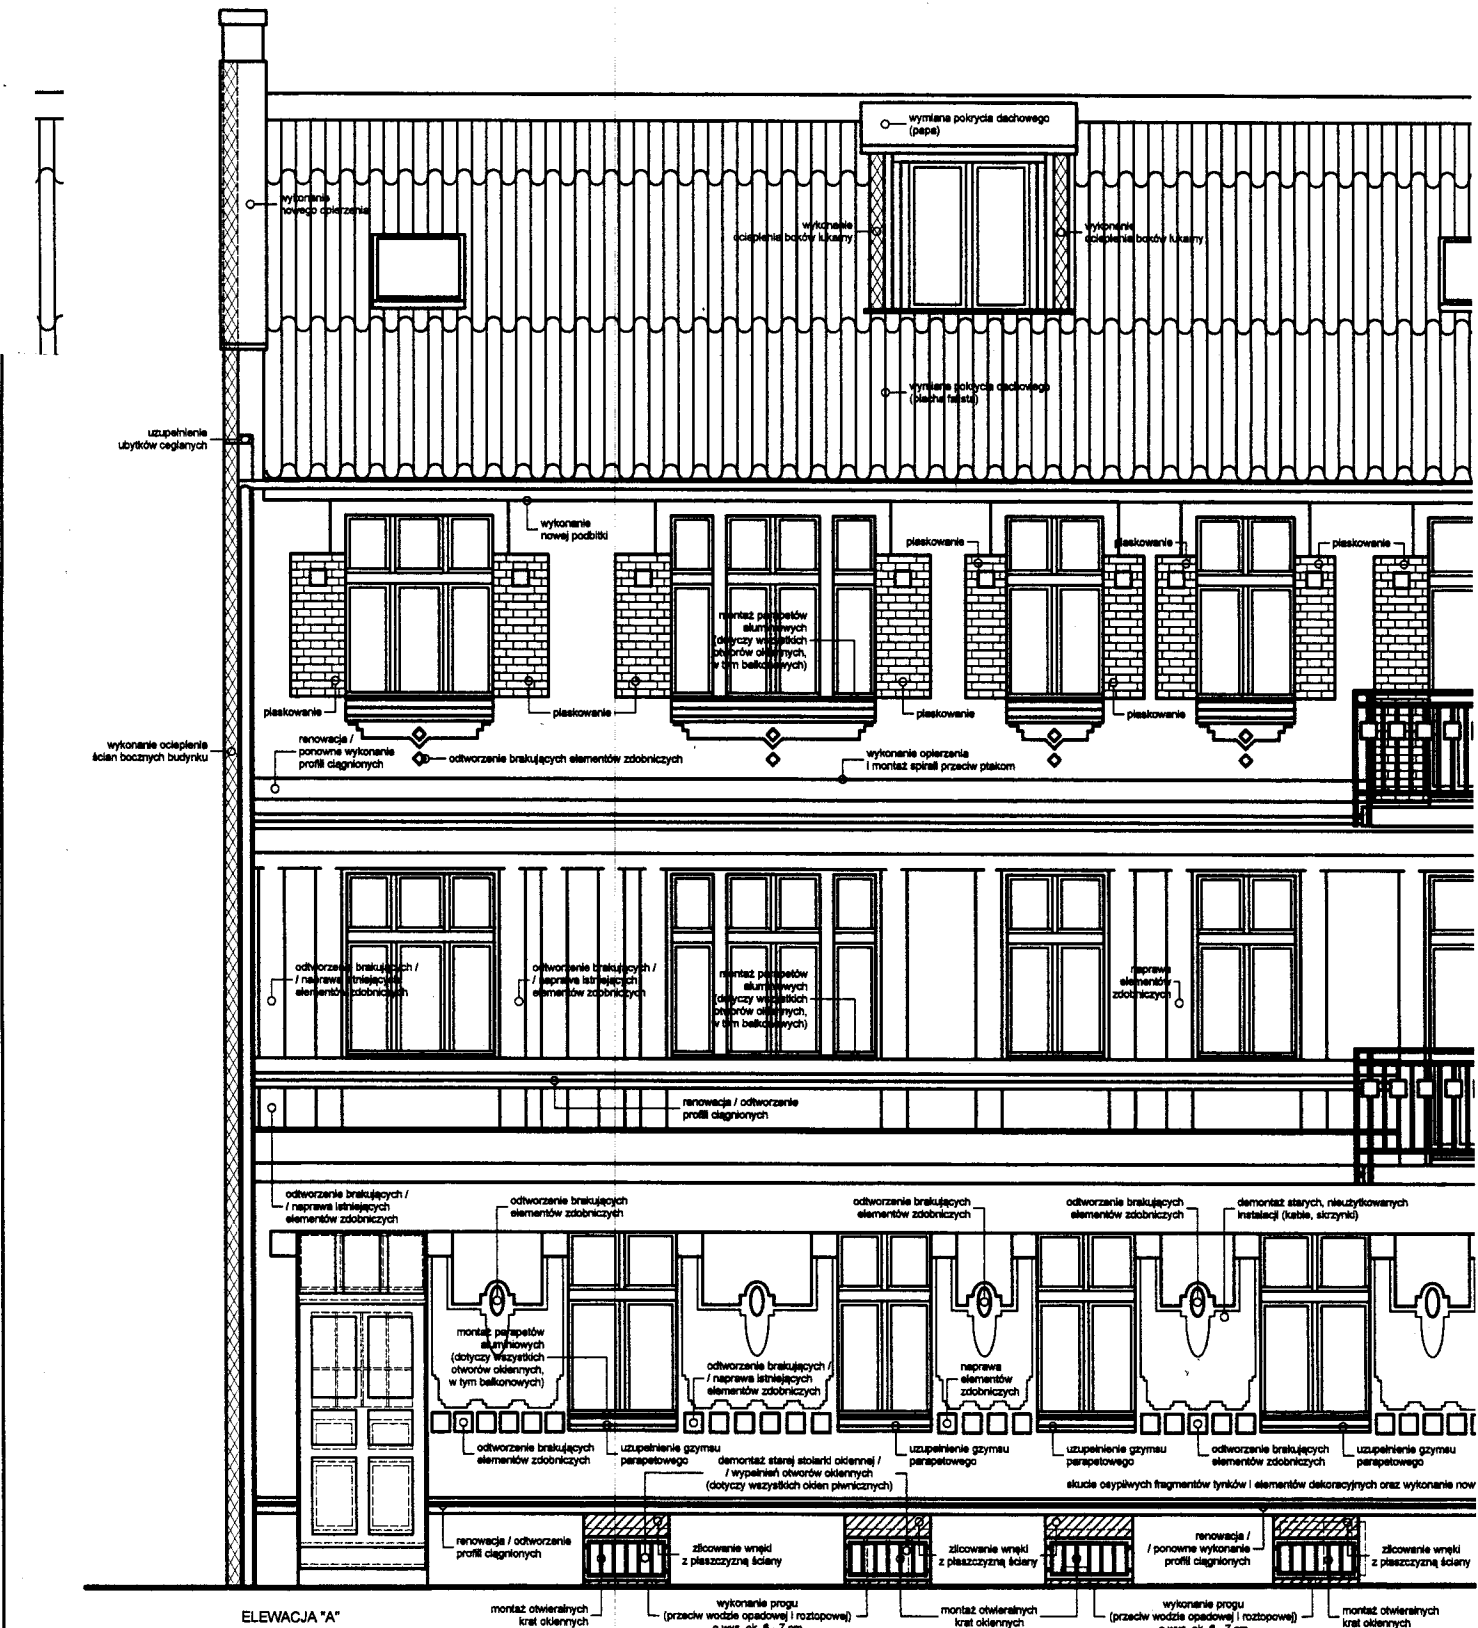 wymiana pokrycia dachowego
(papa)
wykonanie
nowego opierzenia
wykonanie
ocieplenia boków lukarny
wykonanie
ocieplenia boków lukarny
wymiana pokrycia dachowego
(blacha falista)
uzupełnienie
ubytków ceglanych
wykonanie
nowej podbitki
piaskowanie
piaskowanie
piaskowanie
montaż parapetów
aluminiowych
(dotyczy wszystkich
otworów okiennych,
w tym balkonowych)
piaskowanie
piaskowanie
piaskowanie
piaskowanie
wykonanie ocieplenia
ścian bocznych budynku
renowacja /
ponowne wykonanie
profili ciągnionych
odtworzenie brakujących elementów zdobniczych
wykonanie opierzenia
i montaż spirali przeciw ptakom
odtworzenie brakujących /
/ naprawa istniejących
elementów zdobniczych
odtworzenie brakujących /
/ naprawa istniejących
elementów zdobniczych
montaż parapetów
aluminiowych
(dotyczy wszystkich
otworów okiennych,
w tym balkonowych)
naprawa
elementów
zdobniczych
renowacja / odtworzenie
profili ciągnionych
odtworzenie brakujących /
/ naprawa istniejących
elementów zdobniczych
odtworzenie brakujących
elementów zdobniczych
odtworzenie brakujących
elementów zdobniczych
odtworzenie brakujących
elementów zdobniczych
demontaż starych, nieużytkowanych
instalacji (kable, skrzynki)
montaż parapetów
aluminiowych
(dotyczy wszystkich
otworów okiennych,
w tym balkonowych)
odtworzenie brakujących /
/ naprawa istniejących
elementów zdobniczych
naprawa
elementów
zdobniczych
odtworzenie brakujących
elementów zdobniczych
uzupełnienie gzymsu
parapetowego
demontaż starej stolarki okiennej /
/ wypełnień otworów okiennych
(dotyczy wszystkich okien piwnicznych)
uzupełnienie gzymsu
parapetowego
uzupełnienie gzymsu
parapetowego
odtworzenie brakujących
elementów zdobniczych
uzupełnienie gzymsu
parapetowego
skucie osypliwych fragmentów tynków i elementów dekoracyjnych oraz wykonanie now
renowacja / odtworzenie
profili ciągnionych
zlicowanie wnęki
z płaszczyzną ściany
zlicowanie wnęki
z płaszczyzną ściany
renowacja /
/ ponowne wykonanie
profili ciągnionych
zlicowanie wnęki
z płaszczyzną ściany
ELEWACJA "A"
montaż otwieralnych
krat okiennych
wykonanie progu
(przeciw wodzie opadowej i roztopowej)
o wys. ok. 6 - 7 cm
montaż otwieralnych
krat okiennych
wykonanie progu
(przeciw wodzie opadowej i roztopowej)
o wys. ok. 6 - 7 cm
montaż otwieralnych
krat okiennych